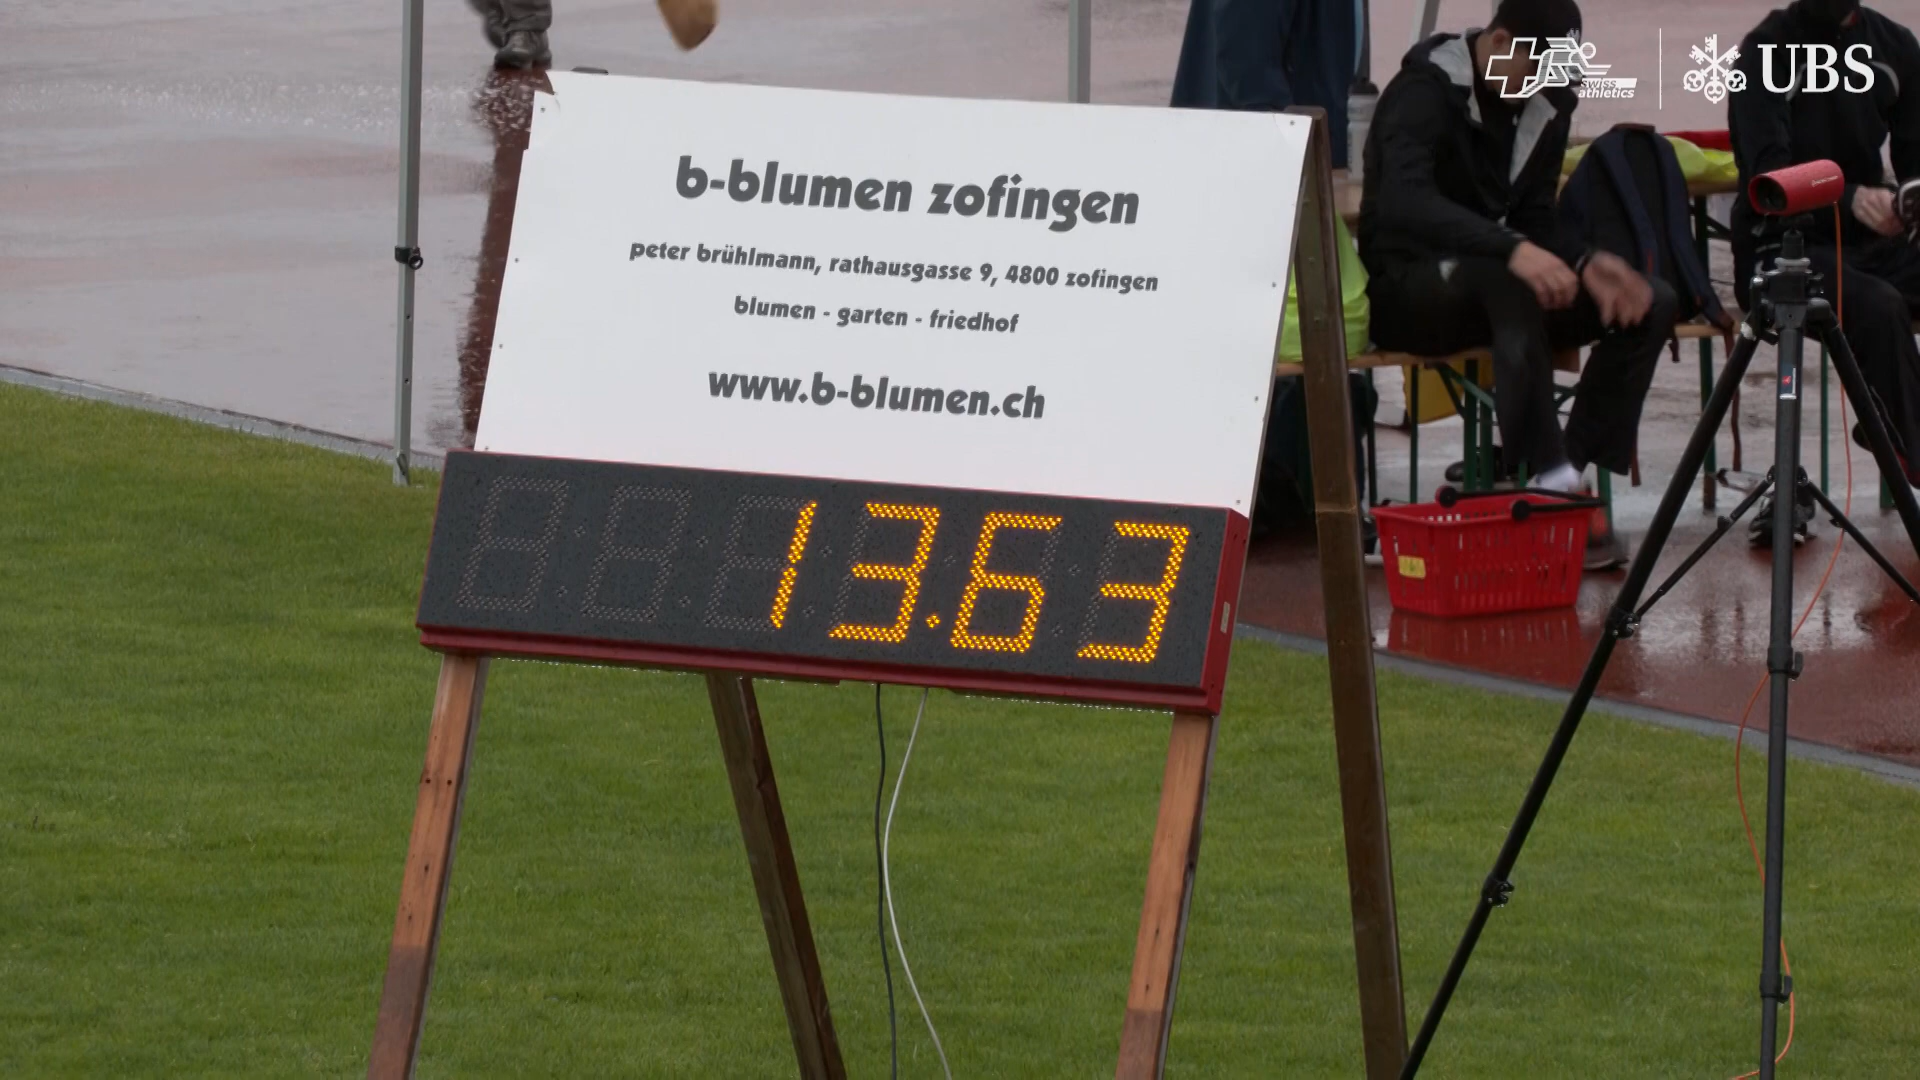 swiss
athletics
UBS
b-blumen zofingen
peter brühlmann, rathausgasse 9, 4800 zofingen
blumen - garten - friedhof
www.b-blumen.ch
13.63